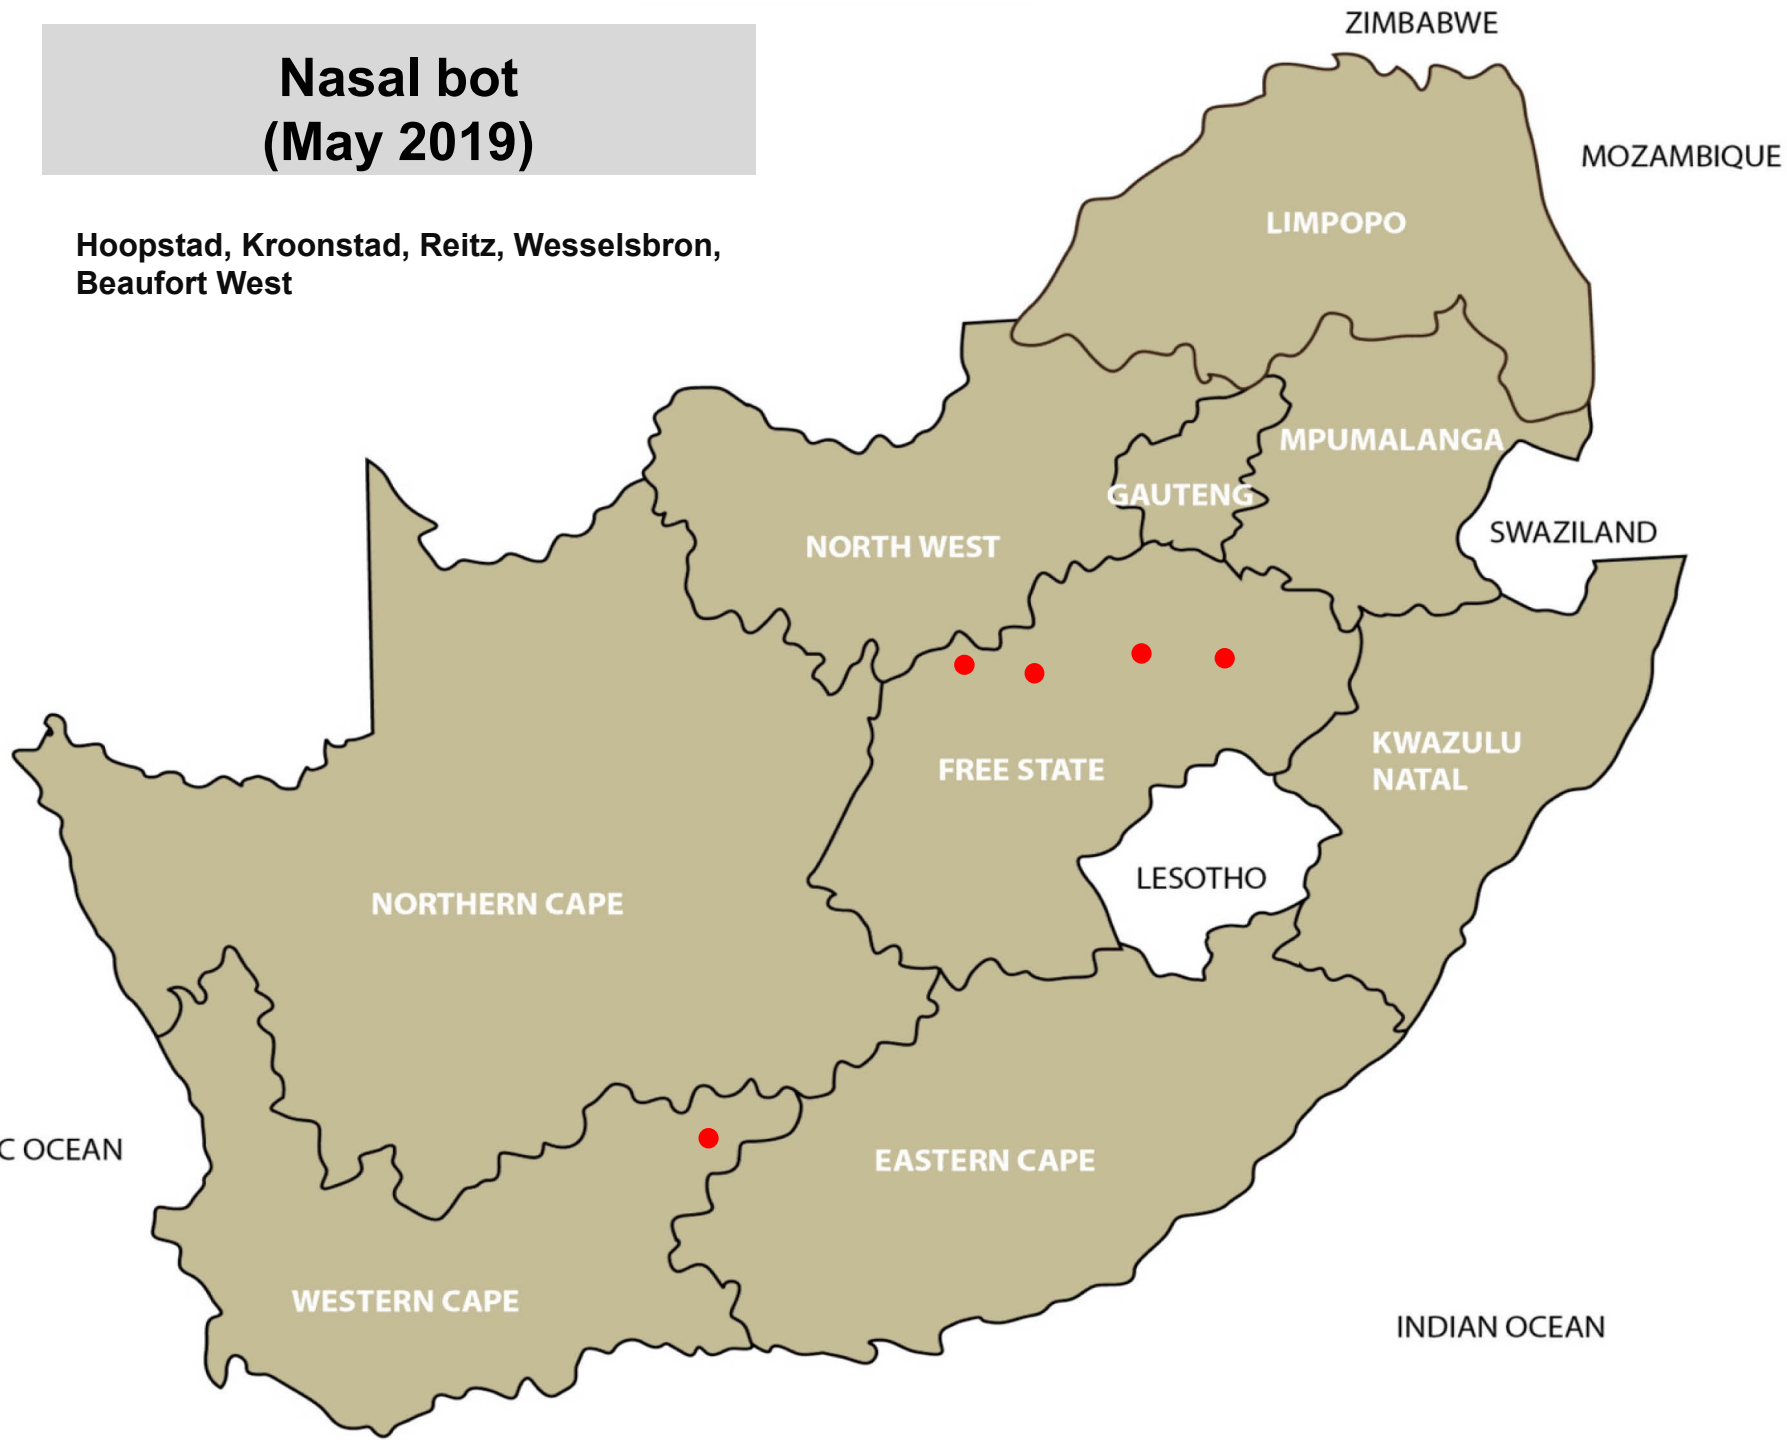 Nasal bot
(May 2019)
Hoopstad, Kroonstad, Reitz, Wesselsbron,
Beaufort West
ZIMBABWE
MOZAMBIQUE
LIMPOPO
MPUMALANGA
GAUTENG
SWAZILAND
NORTH WEST
KWAZULU
NATAL
FREE STATE
LESOTHO
NORTHERN CAPE
C OCEAN
EASTERN CAPE
WESTERN CAPE
INDIAN OCEAN